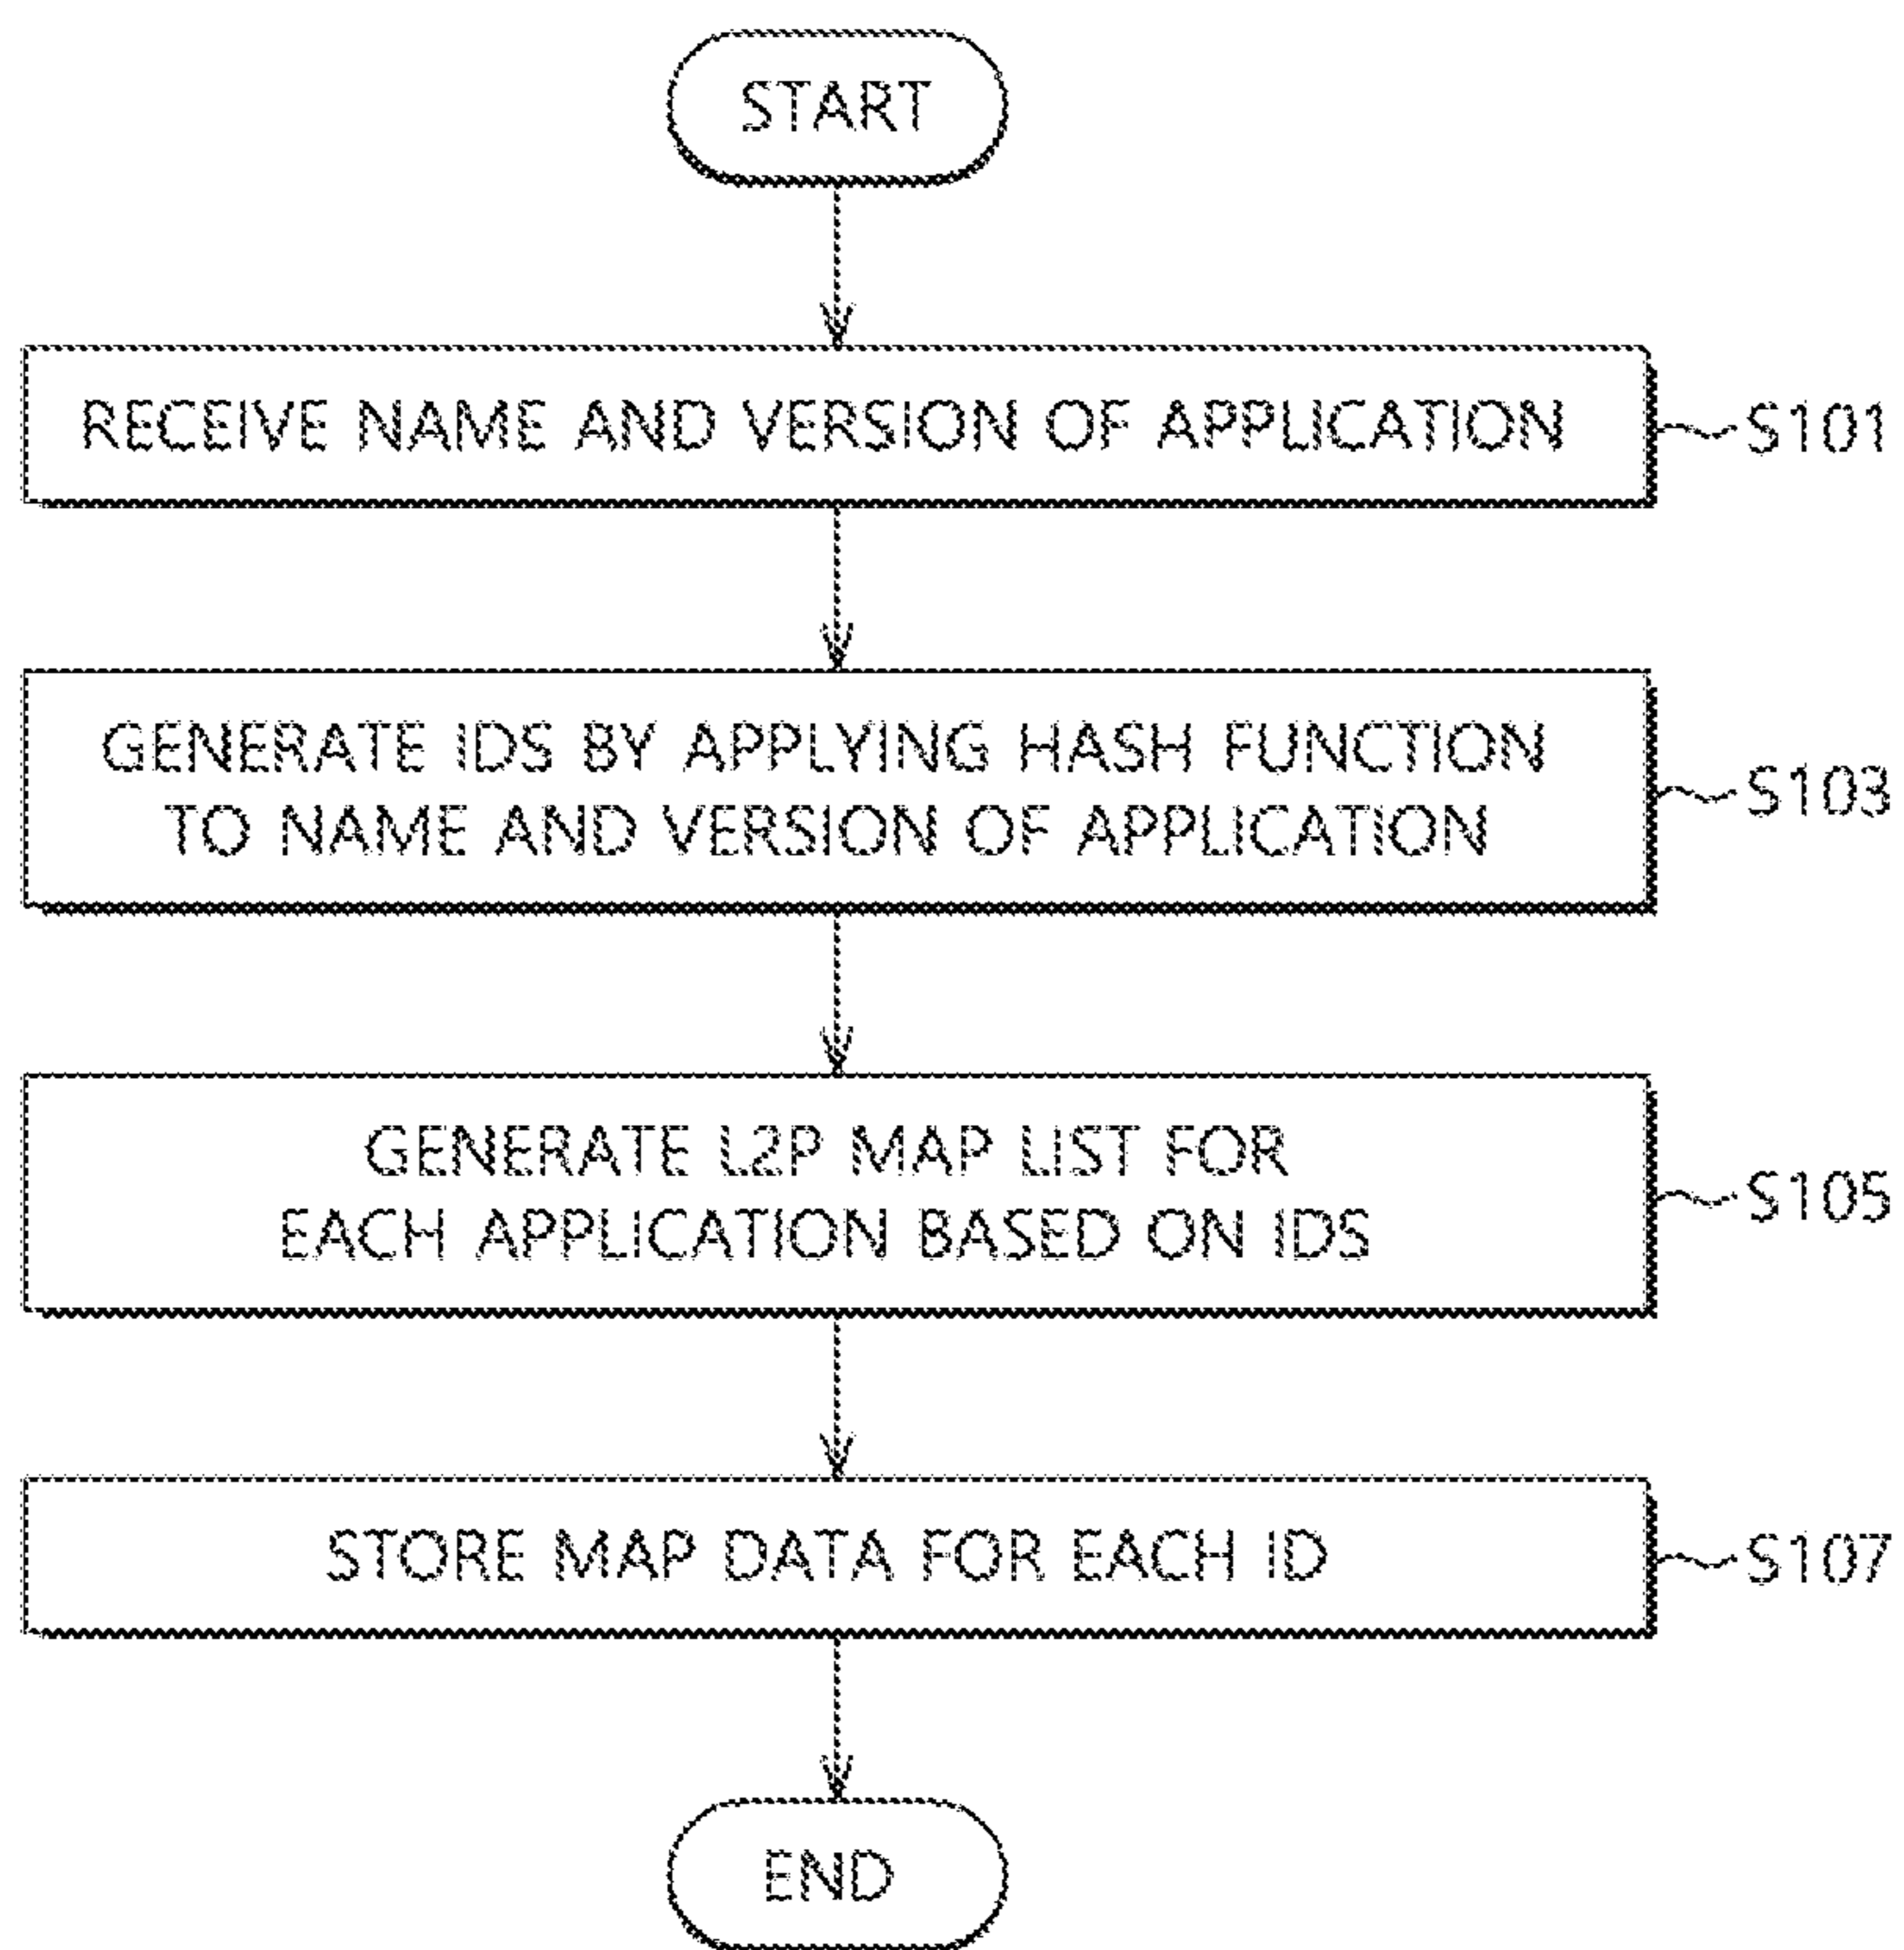 START
RECEIVE NAME AND VERSION OF APPLICATION
S101
GENERATE IDS BY APPLYING HASH FUNCTION
TO NAME AND VERSION OF APPLICATION
S103
GENERATE L2P MAP LIST FOR
EACH APPLICATION BASED ON IDS
S105
STORE MAP DATA FOR EACH ID
S107
END